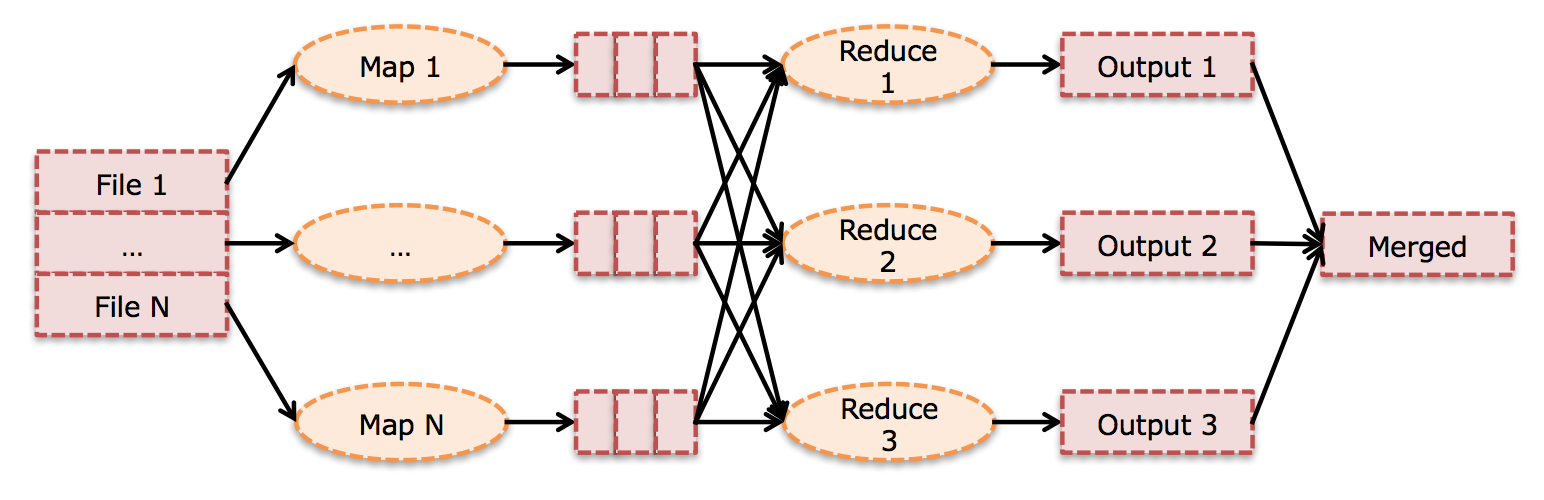 File 1
...
File N
Map 1
...
Map N
Reduce
1
Reduce
2
Reduce
3
Output 1
Output 2
Output 3
Merged